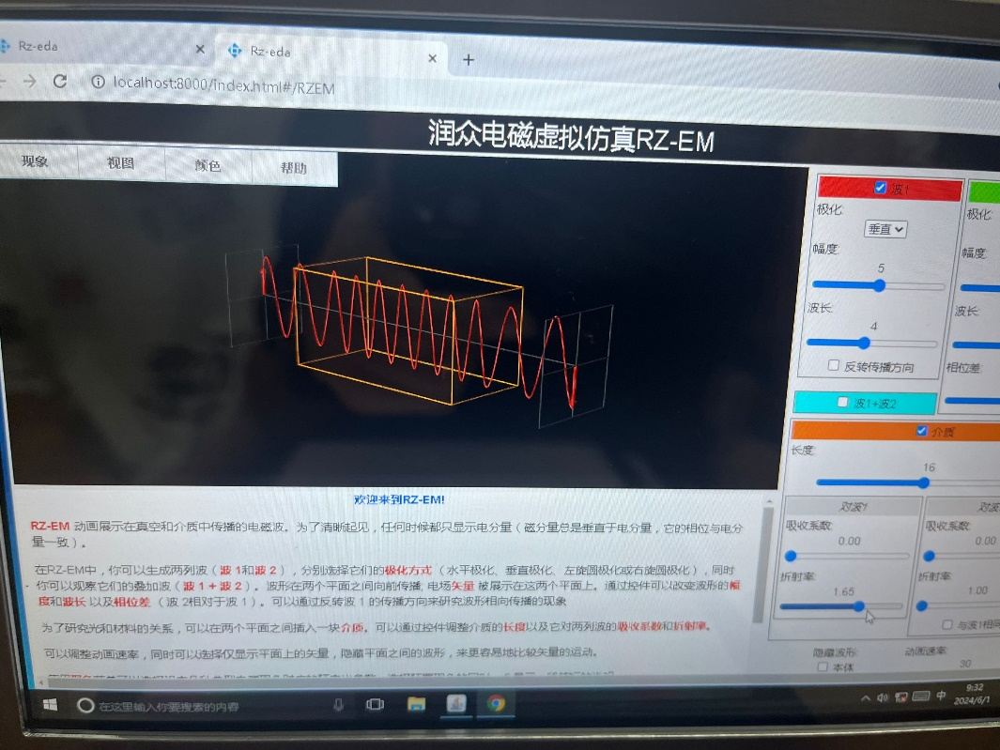 Rz-eda
Rz-eda
localhost:8000/index.html#/RZEM
润众电磁虚拟仿真RZ-EM
现象 视图 颜色 帮助
波1
极化:
垂直
幅度:
5
波长:
4
反转传播方向
极化:
幅度:
波长:
相位差:
波1+波2
介质
长度:
16
对波1
吸收系数:
0.00
折射率:
1.65
对波
吸收系数:
0.00
折射率:
1.00
与波1相同
隐藏波形:
本体
动画速率:
30
欢迎来到RZ-EM!
RZ-EM 动画展示在真空和介质中传播的电磁波。为了清晰起见，任何时候都只显示电分量（磁分量总是垂直于电分量，它的相位与电分
量一致）。
在RZ-EM中，你可以生成两列波（波 1和波 2），分别选择它们的极化方式（水平极化、垂直极化、左旋圆极化或右旋圆极化），同时
你可以观察它们的叠加波（波 1 + 波 2）。波形在两个平面之间向前传播; 电场矢量 被展示在这两个平面上。通过控件可以改变波形的幅
度和波长 以及相位差 （波 2相对于波 1）。可以通过反转波 1 的传播方向来研究波形相向传播的现象
为了研究光和材料的关系，可以在两个平面之间插入一块介质。可以通过控件调整介质的长度以及它对两列波的吸收系数和折射率。
可以调整动画速率，同时可以选择仅显示平面上的矢量，隐藏平面之间的波形，来更容易地比较矢量的运动。
在这里输入你要搜索的内容
中
9:32
2024/6/1